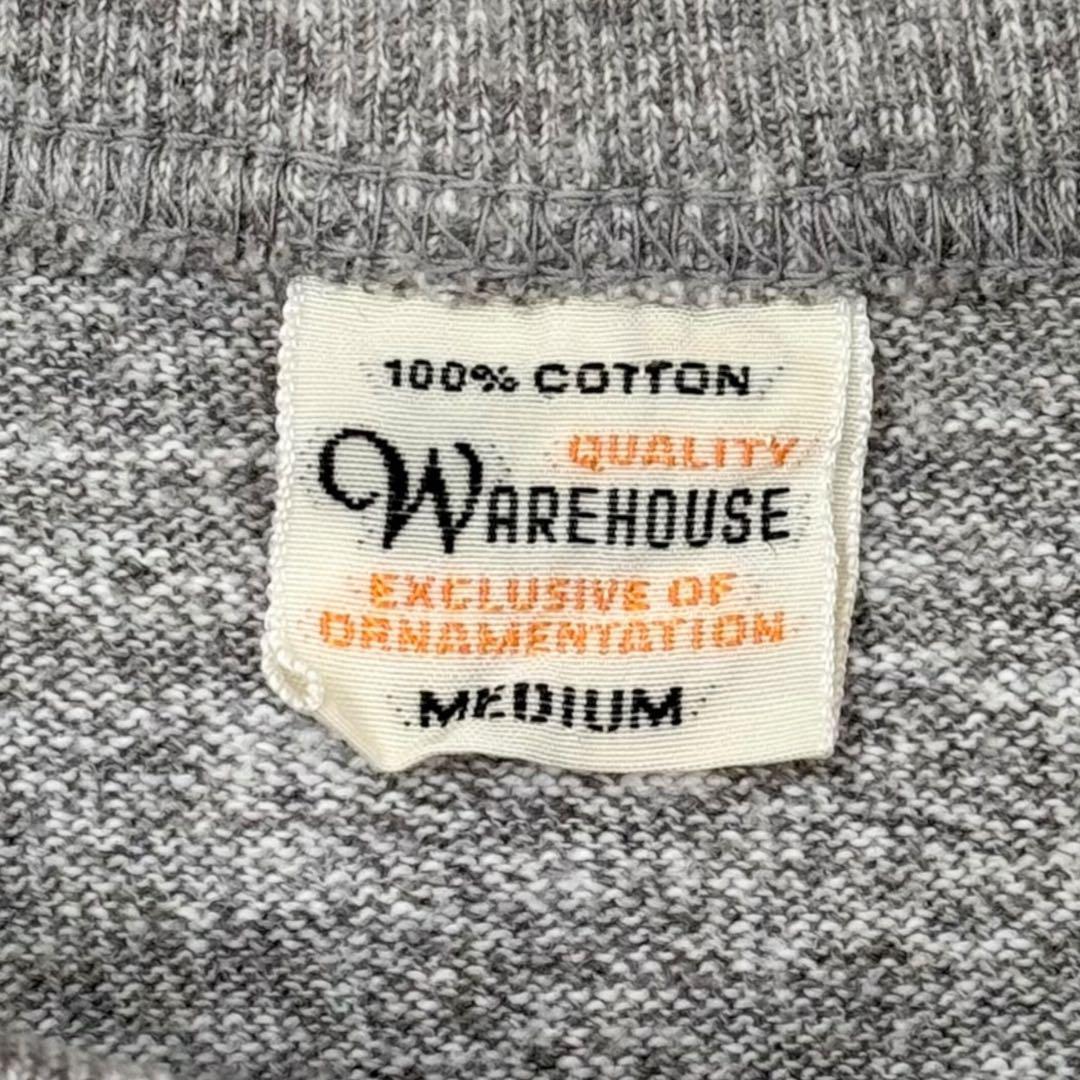 100% COTTON
QUALITY
WAREHOUSE
EXCLUSIVE OF
ORNAMENTATION
MEDIUM